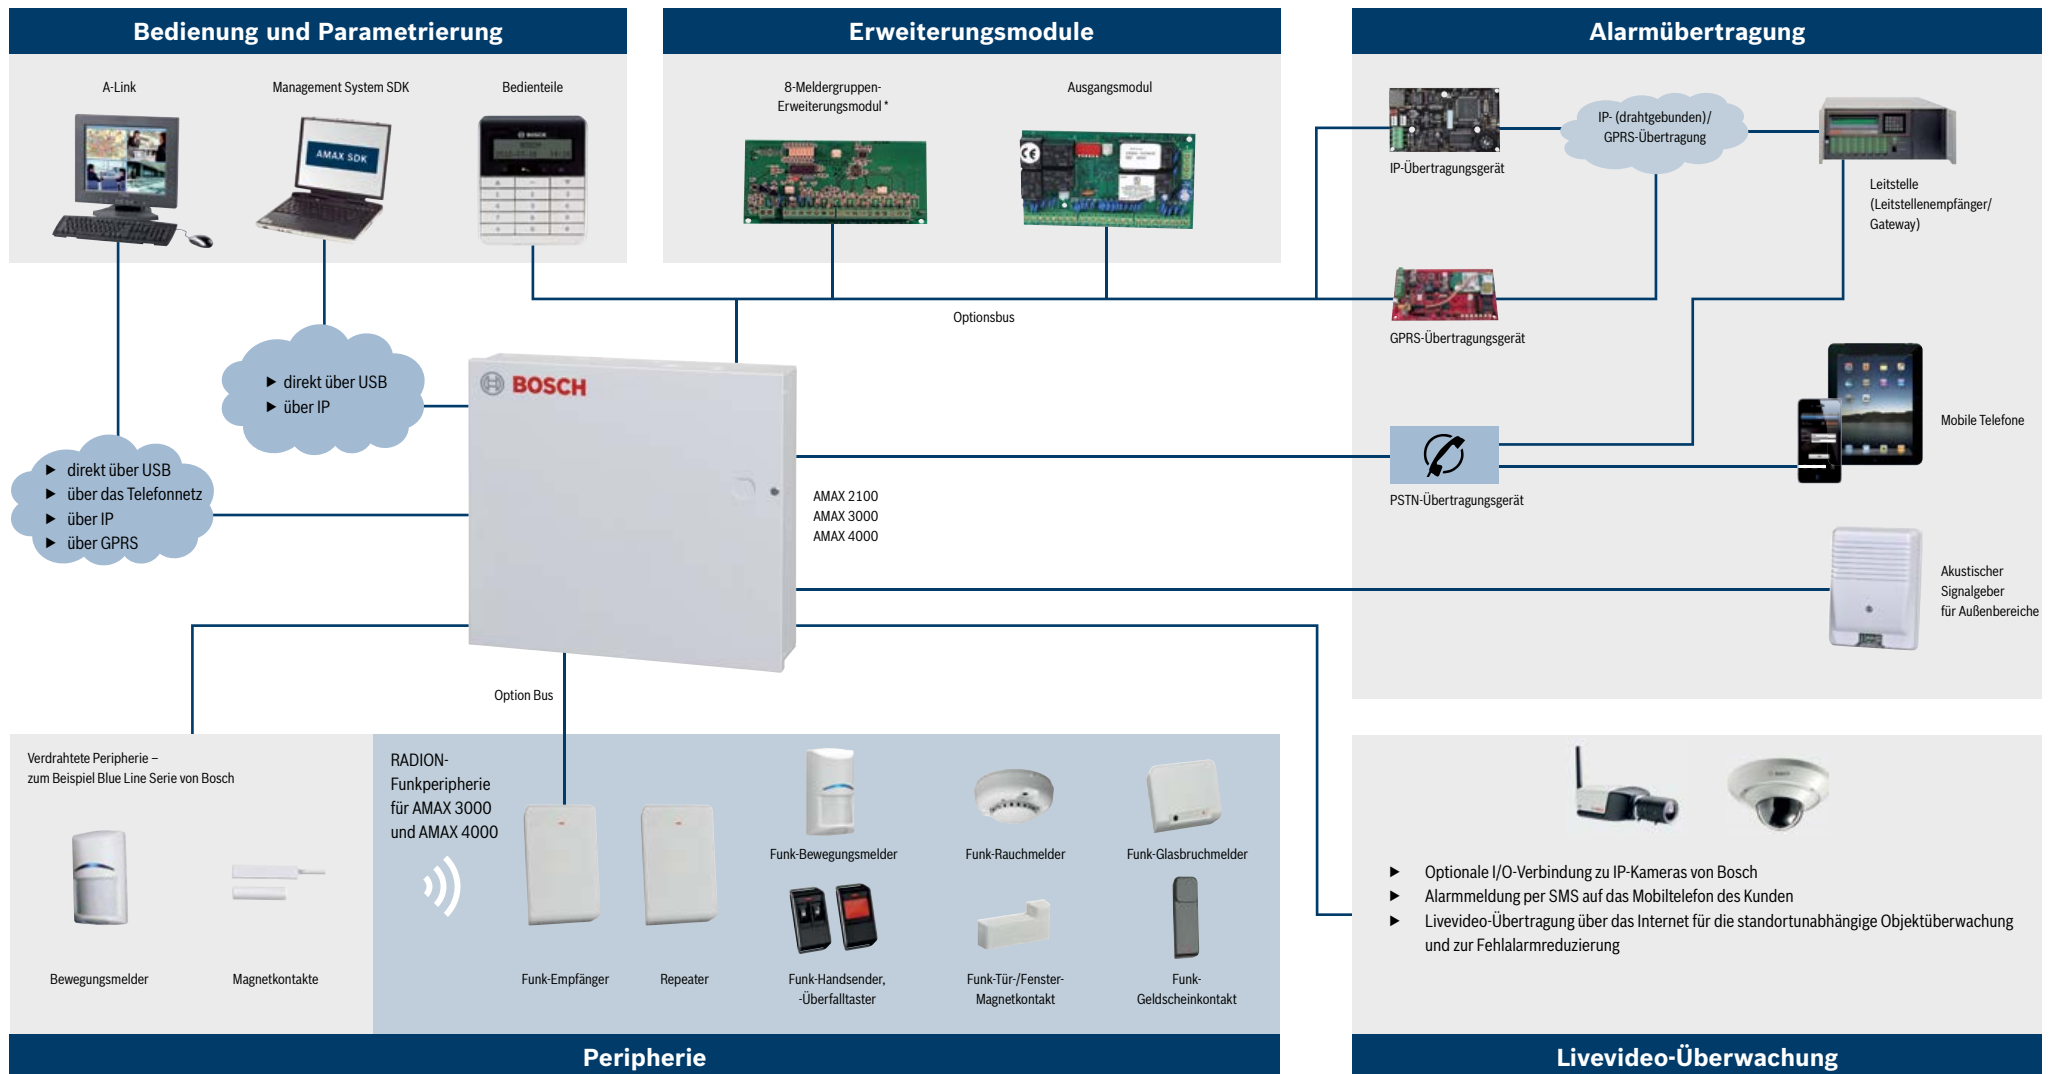 Bedienung und Parametrierung
A-Link
Management System SDK
Bedienteile
AMAX SDK
BOSCH
Erweiterungsmodule
8-Meldergruppen-
Erweiterungsmodul *
Ausgangsmodul
Alarmübertragung
IP-Übertragungsgerät
IP- (drahtgebunden)/
GPRS-Übertragung
Leitstelle
(Leitstellenempfänger/
Gateway)
GPRS-Übertragungsgerät
Optionsbus
▶ direkt über USB
▶ über IP
▶ direkt über USB
▶ über das Telefonnetz
▶ über IP
▶ über GPRS
BOSCH
AMAX 2100
AMAX 3000
AMAX 4000
PSTN-Übertragungsgerät
Mobile Telefone
Akustischer
Signalgeber
für Außenbereiche
Option Bus
Verdrahtete Peripherie –
zum Beispiel Blue Line Serie von Bosch
Bewegungsmelder
Magnetkontakte
RADION-
Funkperipherie
für AMAX 3000
und AMAX 4000
Funk-Empfänger
Repeater
Funk-Bewegungsmelder
Funk-Rauchmelder
Funk-Glasbruchmelder
Funk-Handsender,
-Überfalltaster
Funk-Tür-/Fenster-
Magnetkontakt
Funk-
Geldscheinkontakt
Peripherie
▶ Optionale I/O-Verbindung zu IP-Kameras von Bosch
▶ Alarmmeldung per SMS auf das Mobiltelefon des Kunden
▶ Livevideo-Übertragung über das Internet für die standortunabhängige Objektüberwachung
und zur Fehlalarmreduzierung
Livevideo-Überwachung